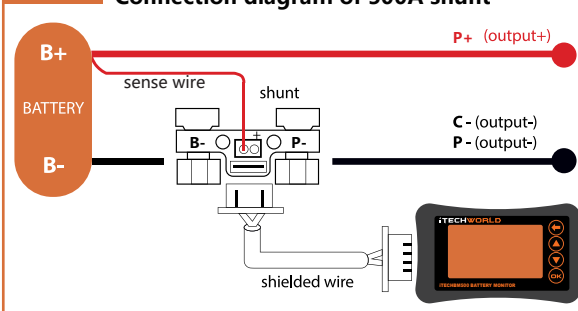 Connection diagram of 500A shunt
P+ (output+)
B+
sense wire
shunt
BATTERY
+
B-
P-
C - (output-)
P - (output-)
B-
iTECHWORLD
OK
iTECHBM500 BATTERY MONITOR
shielded wire